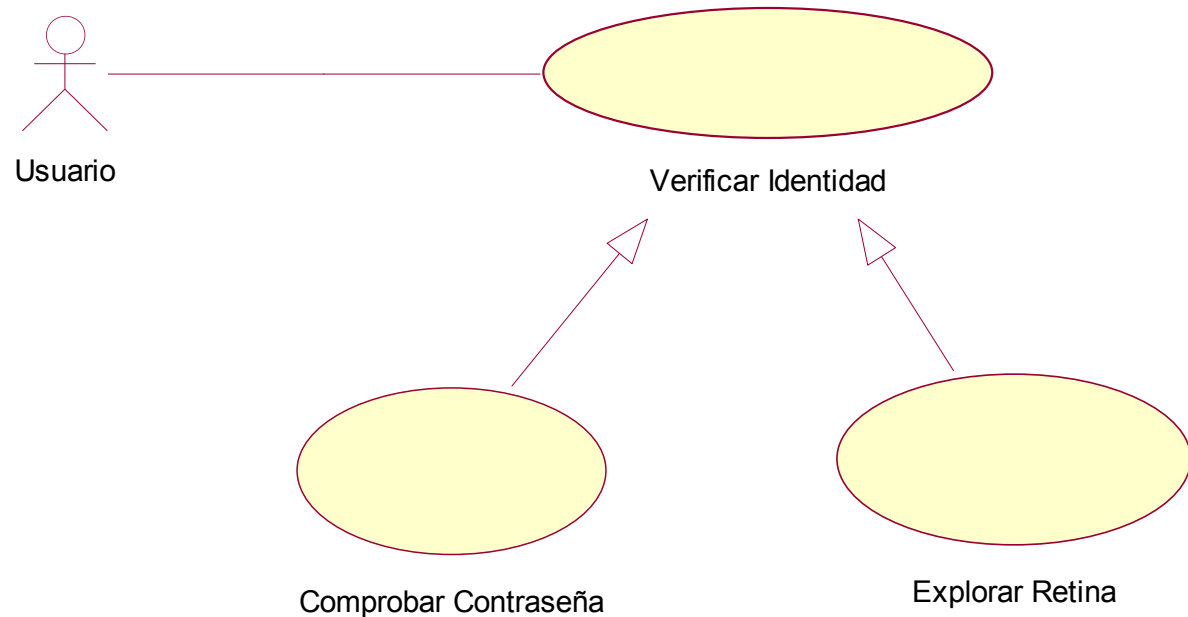 Usuario
Verificar Identidad
Comprobar Contraseña
Explorar Retina